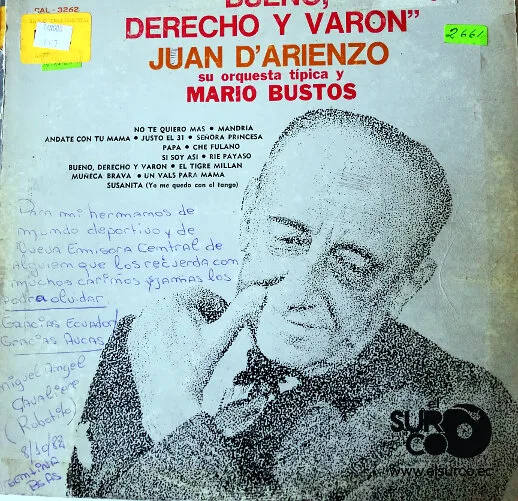 CAL-3262
BUENO,
DERECHO Y VARON"
2661
JUAN D'ARIENZO
su orquesta típica y
MARIO BUSTOS
NO TE QUIERO MAS • MANDRIA
ANDATE CON TU MAMA • JUSTO EL 31 • SEÑORA PRINCESA
PAPA • CHE FULANO
SI SOY ASI • RIE PAYASO
BUENO, DERECHO Y VARON • EL TIGRE MILLAN
MUÑECA BRAVA • UN VALS PARA MAMA
SUSANITA (Yo me quedo con el tango)
Para mi hermanos de
mundo deportivo y de
Nueva Emisora Central de
Alguien que los recuerda con
muchos cariños y jamas los
podra olvidar
Gracias Ecuador!
Gracias Aucas!
Miguel Angel
(Robotito)
8/10/82
SURCO
www.elsurco.ec